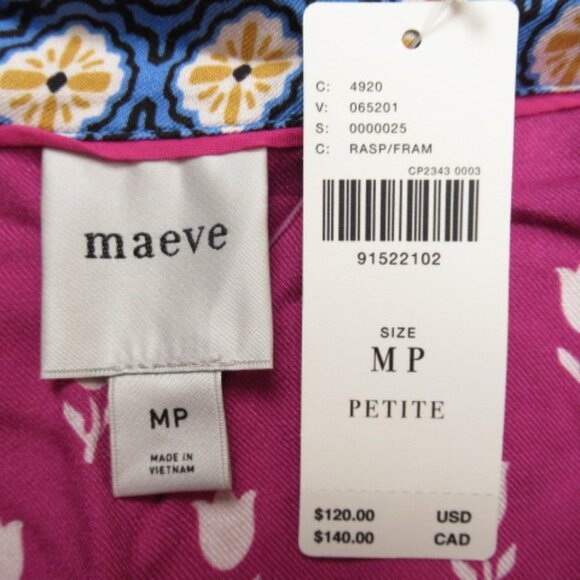 maeve
MP
MADE IN
VIETNAM
C: 4920
V: 065201
S: 0000025
C: RASP/FRAM
CP2343 0003
91522102
SIZE
MP
PETITE
$120.00 USD
$140.00 CAD